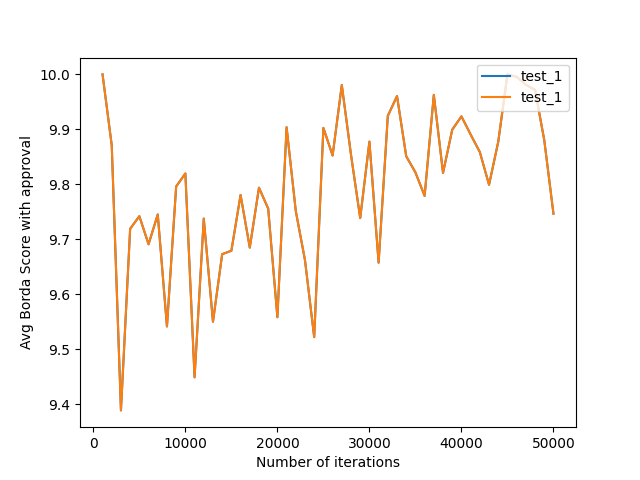 test_1
test_1
10.0
9.9
9.8
9.7
9.6
9.5
9.4
Avg Borda Score with approval
0 10000 20000 30000 40000 50000
Number of iterations